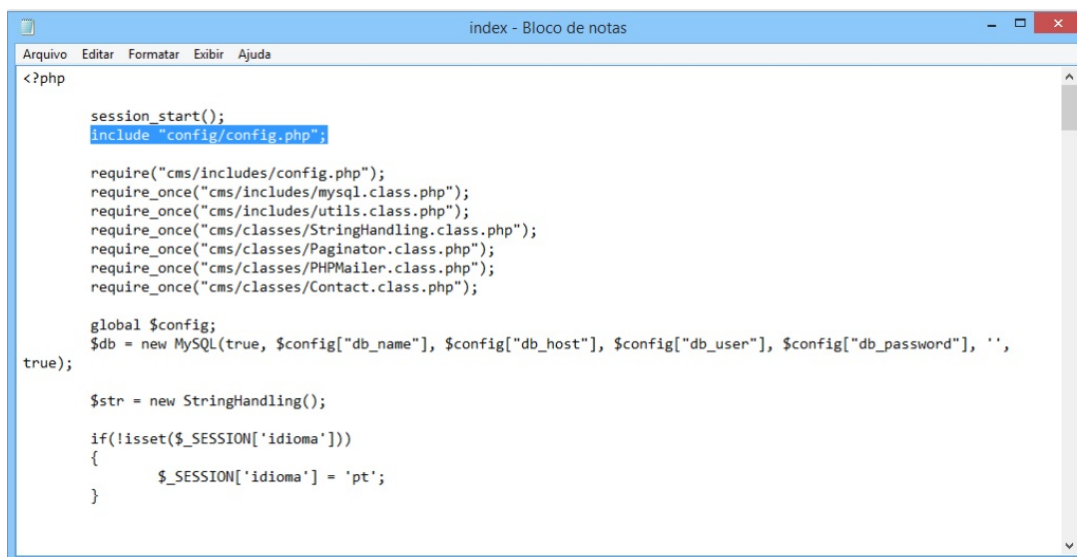 index - Bloco de notas
Arquivo Editar Formatar Exibir Ajuda
<?php
session_start();
include "config/config.php";
require("cms/includes/config.php");
require_once("cms/includes/mysql.class.php");
require_once("cms/includes/utils.class.php");
require_once("cms/classes/StringHandling.class.php");
require_once("cms/classes/Paginator.class.php");
require_once("cms/classes/PHPMailer.class.php");
require_once("cms/classes/Contact.class.php");
global $config;
$db = new MySQL(true, $config["db_name"], $config["db_host"], $config["db_user"], $config["db_password"], '',
true);
$str = new StringHandling();
if(!isset($_SESSION['idioma']))
{
$_SESSION['idioma'] = 'pt';
}